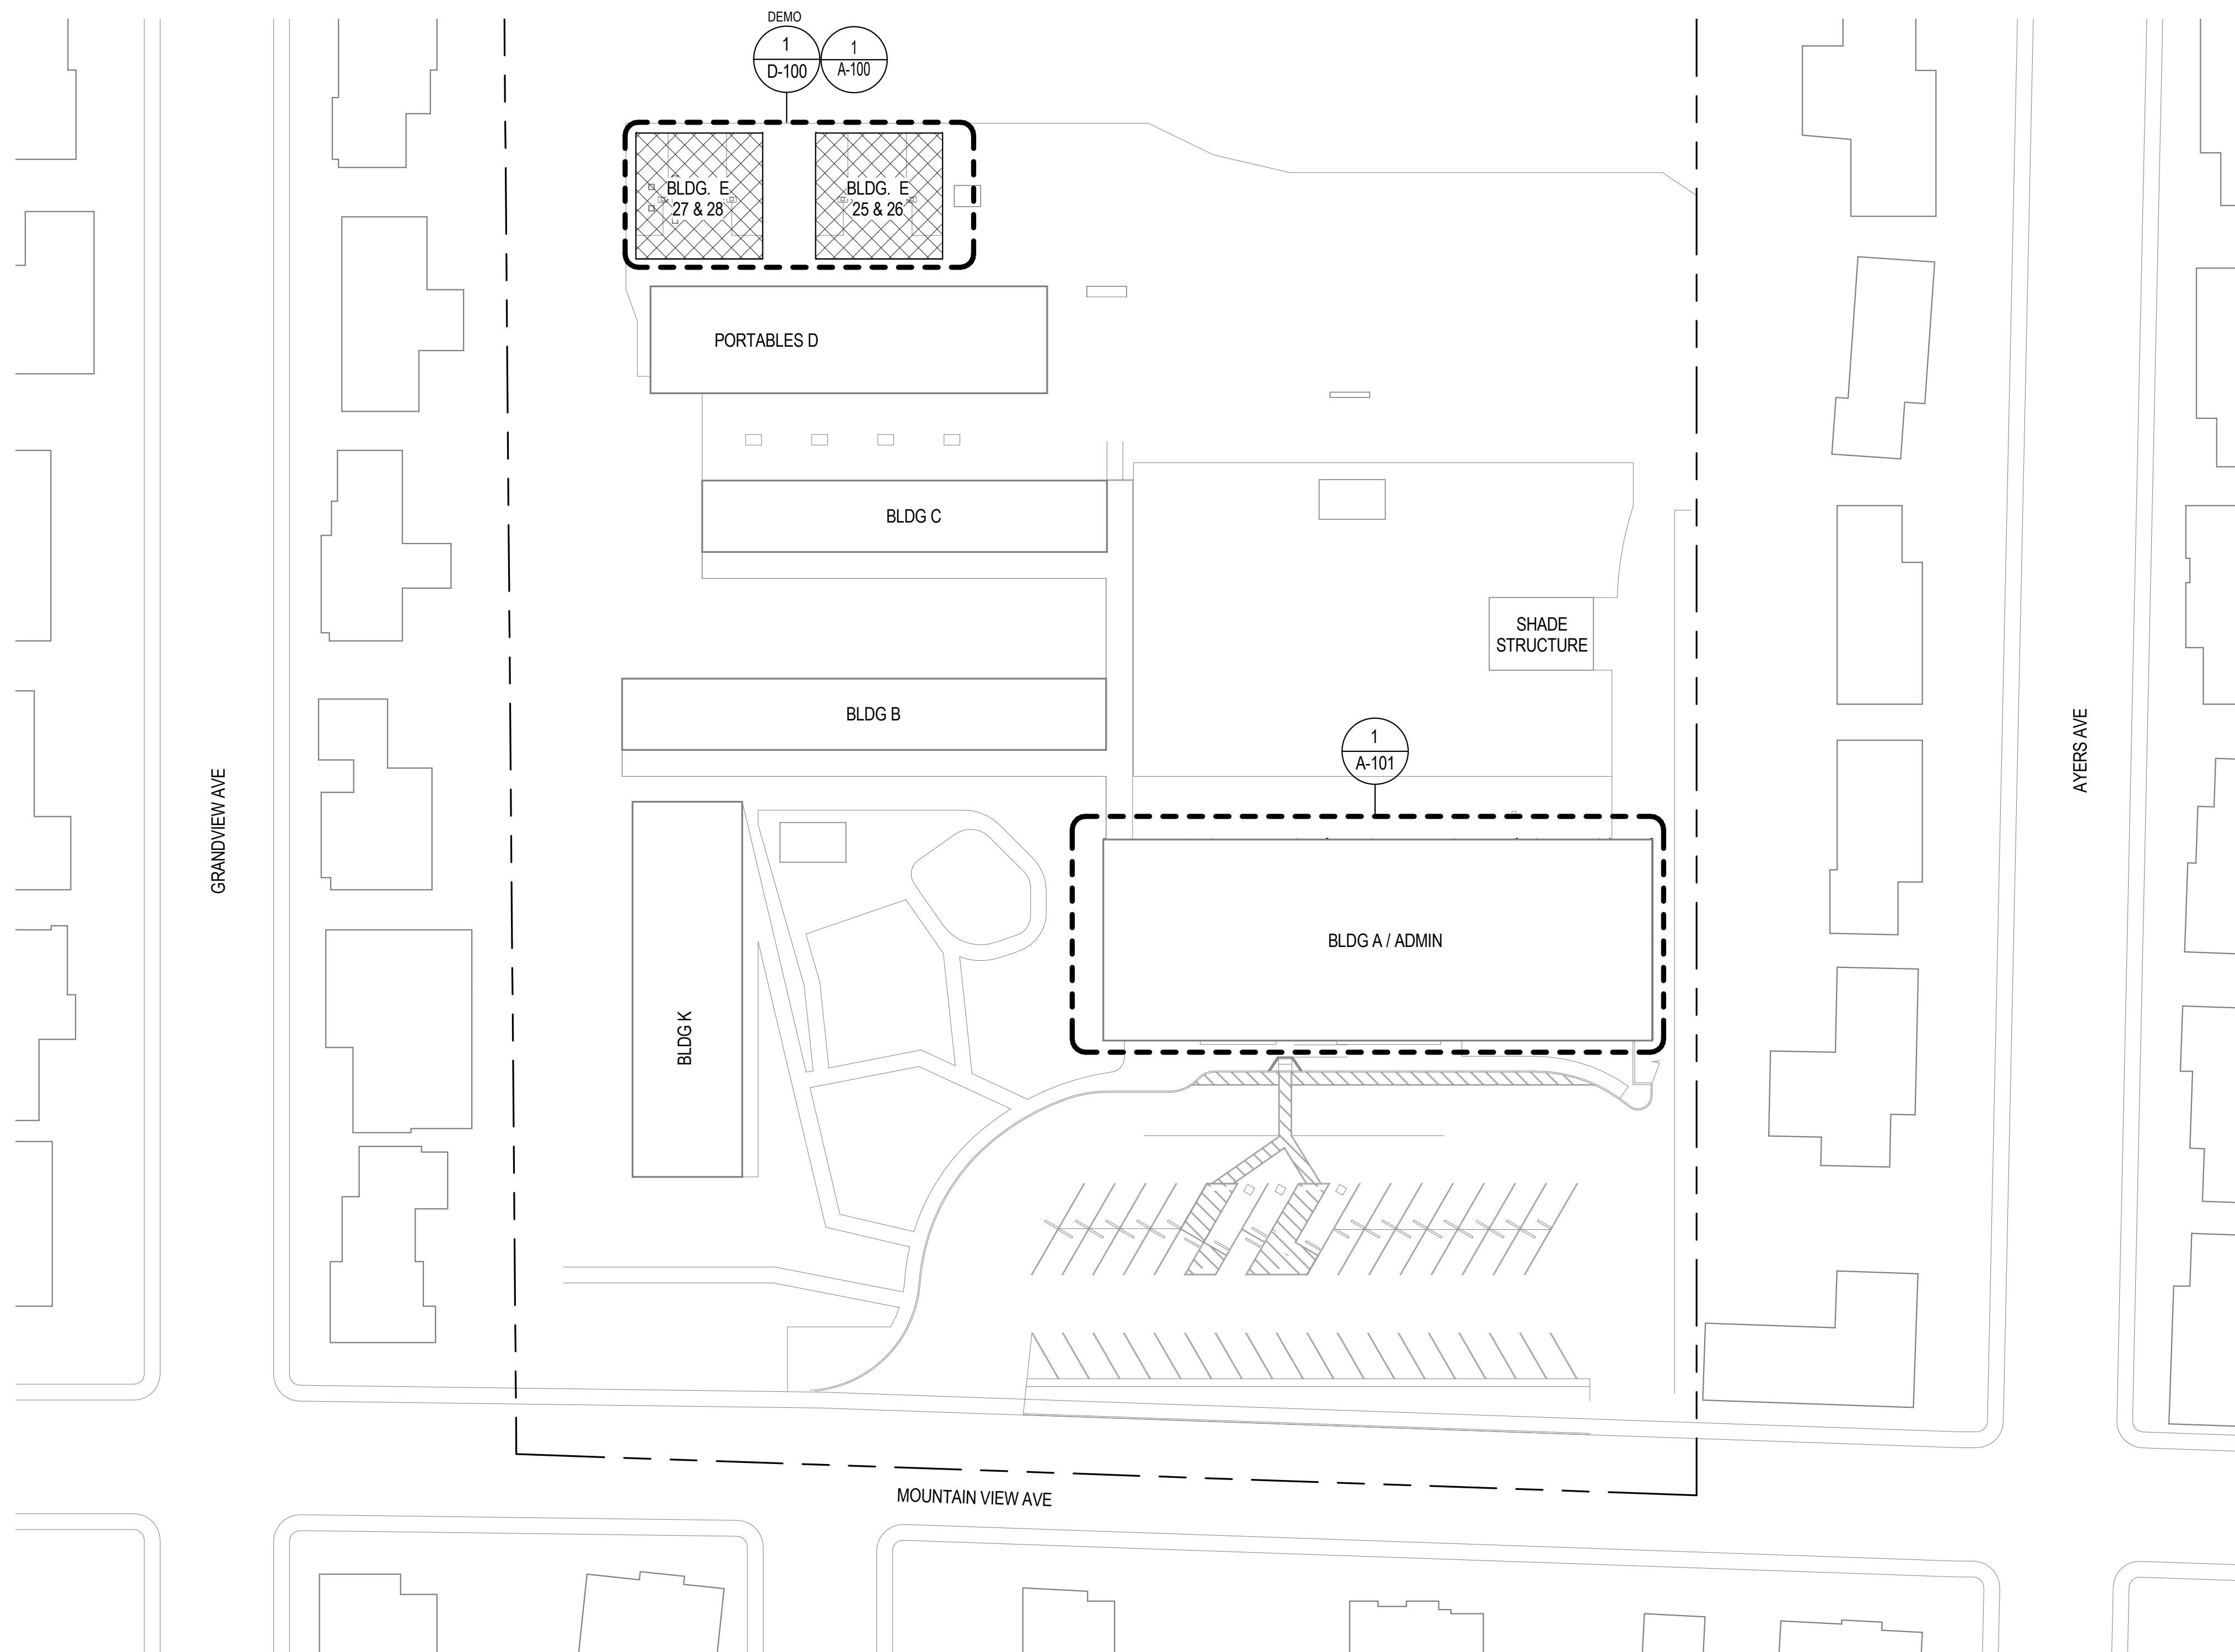 DEMO
1
D-100
1
A-100
BLDG. E
27 & 28
BLDG. E
25 & 26
PORTABLES D
BLDG C
SHADE
STRUCTURE
BLDG B
1
A-101
GRANDVIEW AVE
AYERS AVE
BLDG A / ADMIN
BLDG K
MOUNTAIN VIEW AVE